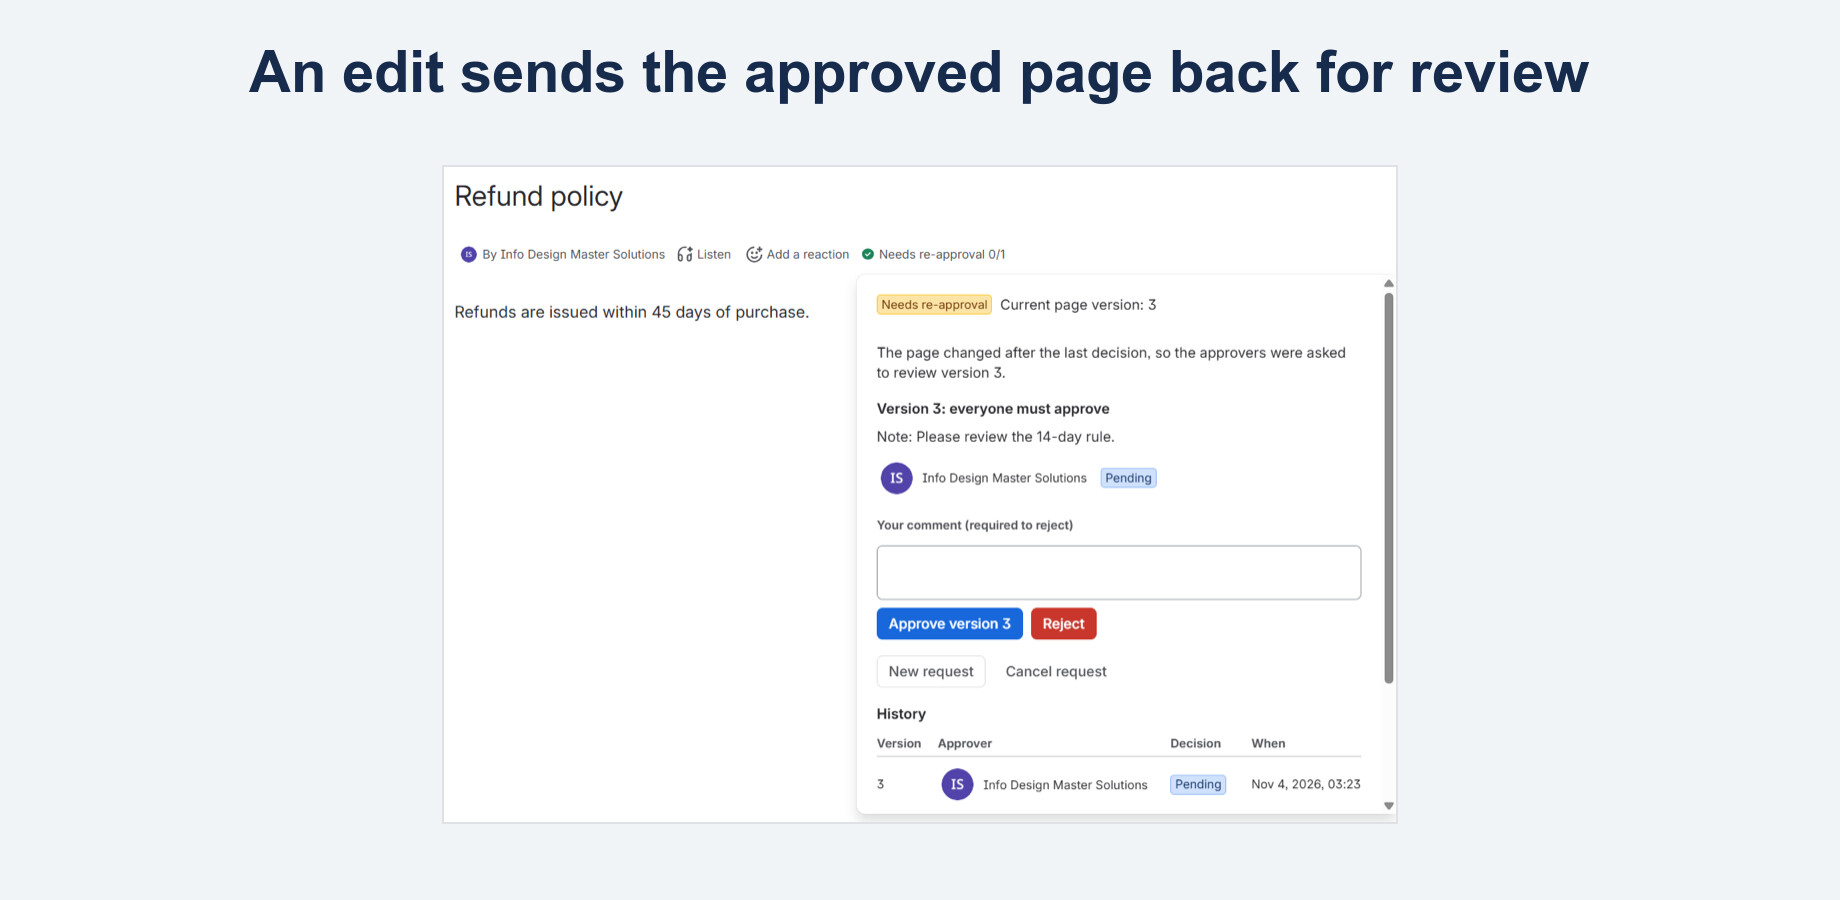 An edit sends the approved page back for review
Refund policy
IS By Info Design Master Solutions Listen Add a reaction Needs re-approval 0/1
Refunds are issued within 45 days of purchase.
Needs re-approval Current page version: 3
The page changed after the last decision, so the approvers were asked
to review version 3.
Version 3: everyone must approve
Note: Please review the 14-day rule.
IS Info Design Master Solutions Pending
Your comment (required to reject)
Approve version 3 Reject
New request Cancel request
History
Version Approver Decision When
3 IS Info Design Master Solutions Pending Nov 4, 2026, 03:23